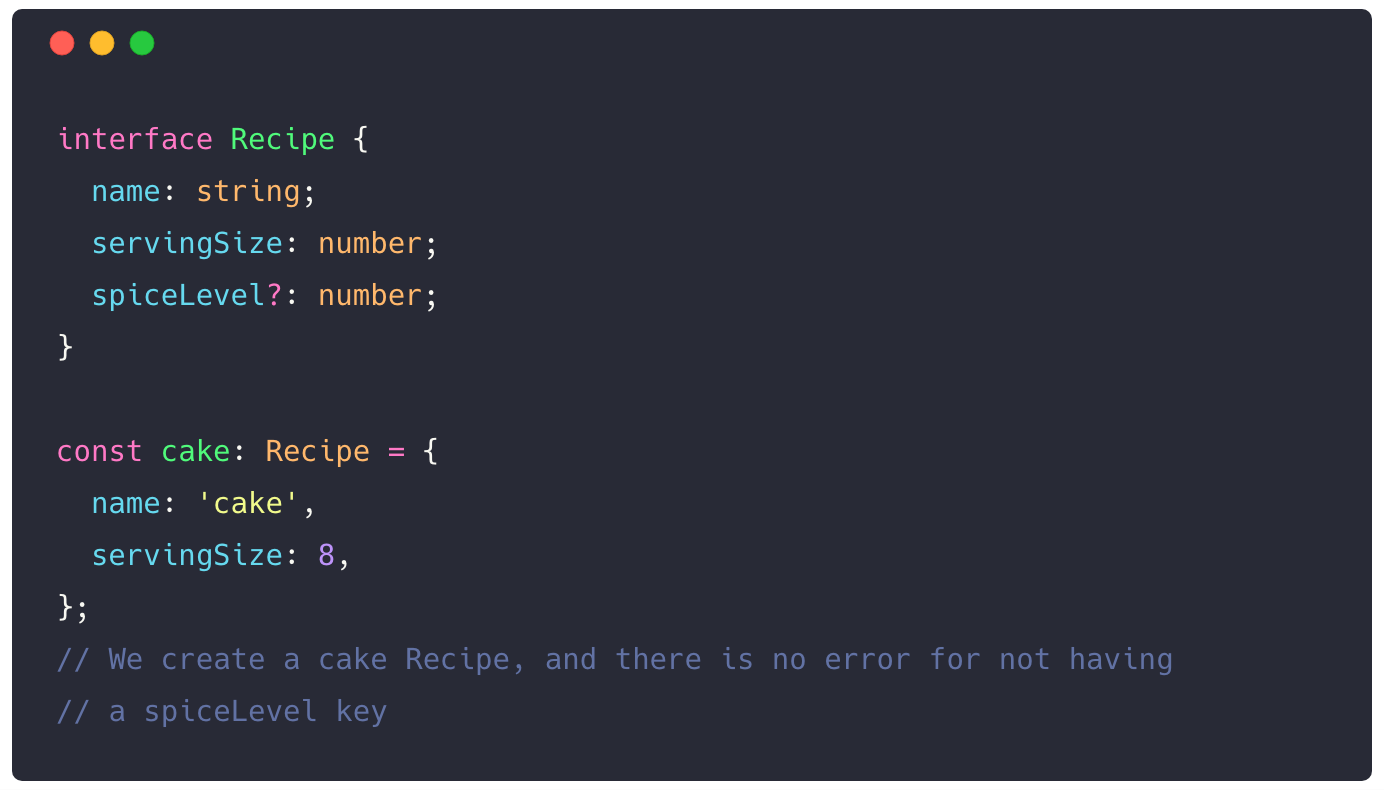 interface Recipe {
  name: string;
  servingSize: number;
  spiceLevel?: number;
}

const cake: Recipe = {
  name: 'cake',
  servingSize: 8,
};
// We create a cake Recipe, and there is no error for not having
// a spiceLevel key